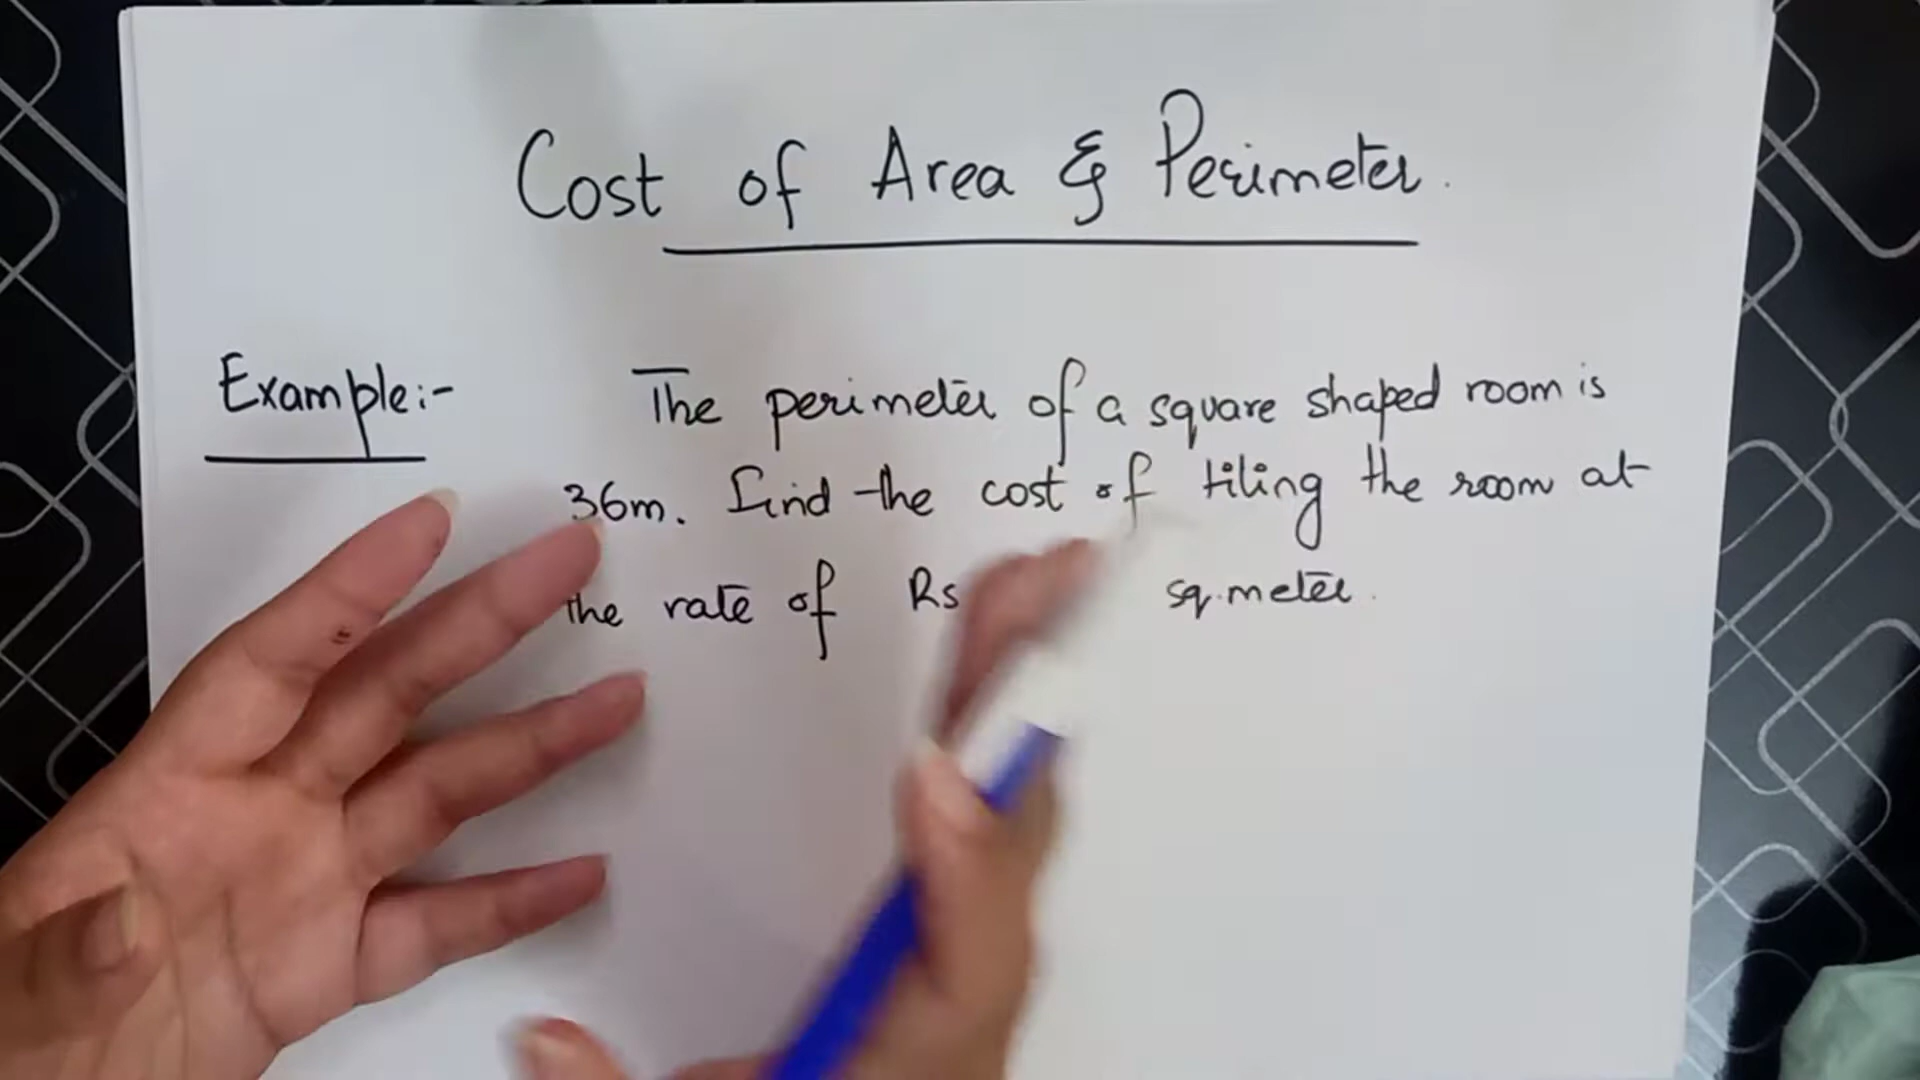 Cost of Area & Perimeter.
Example:-
The perimeter of a square shaped room is
36m. Find the cost of tiling the room at
the rate of Rs sq.meter.